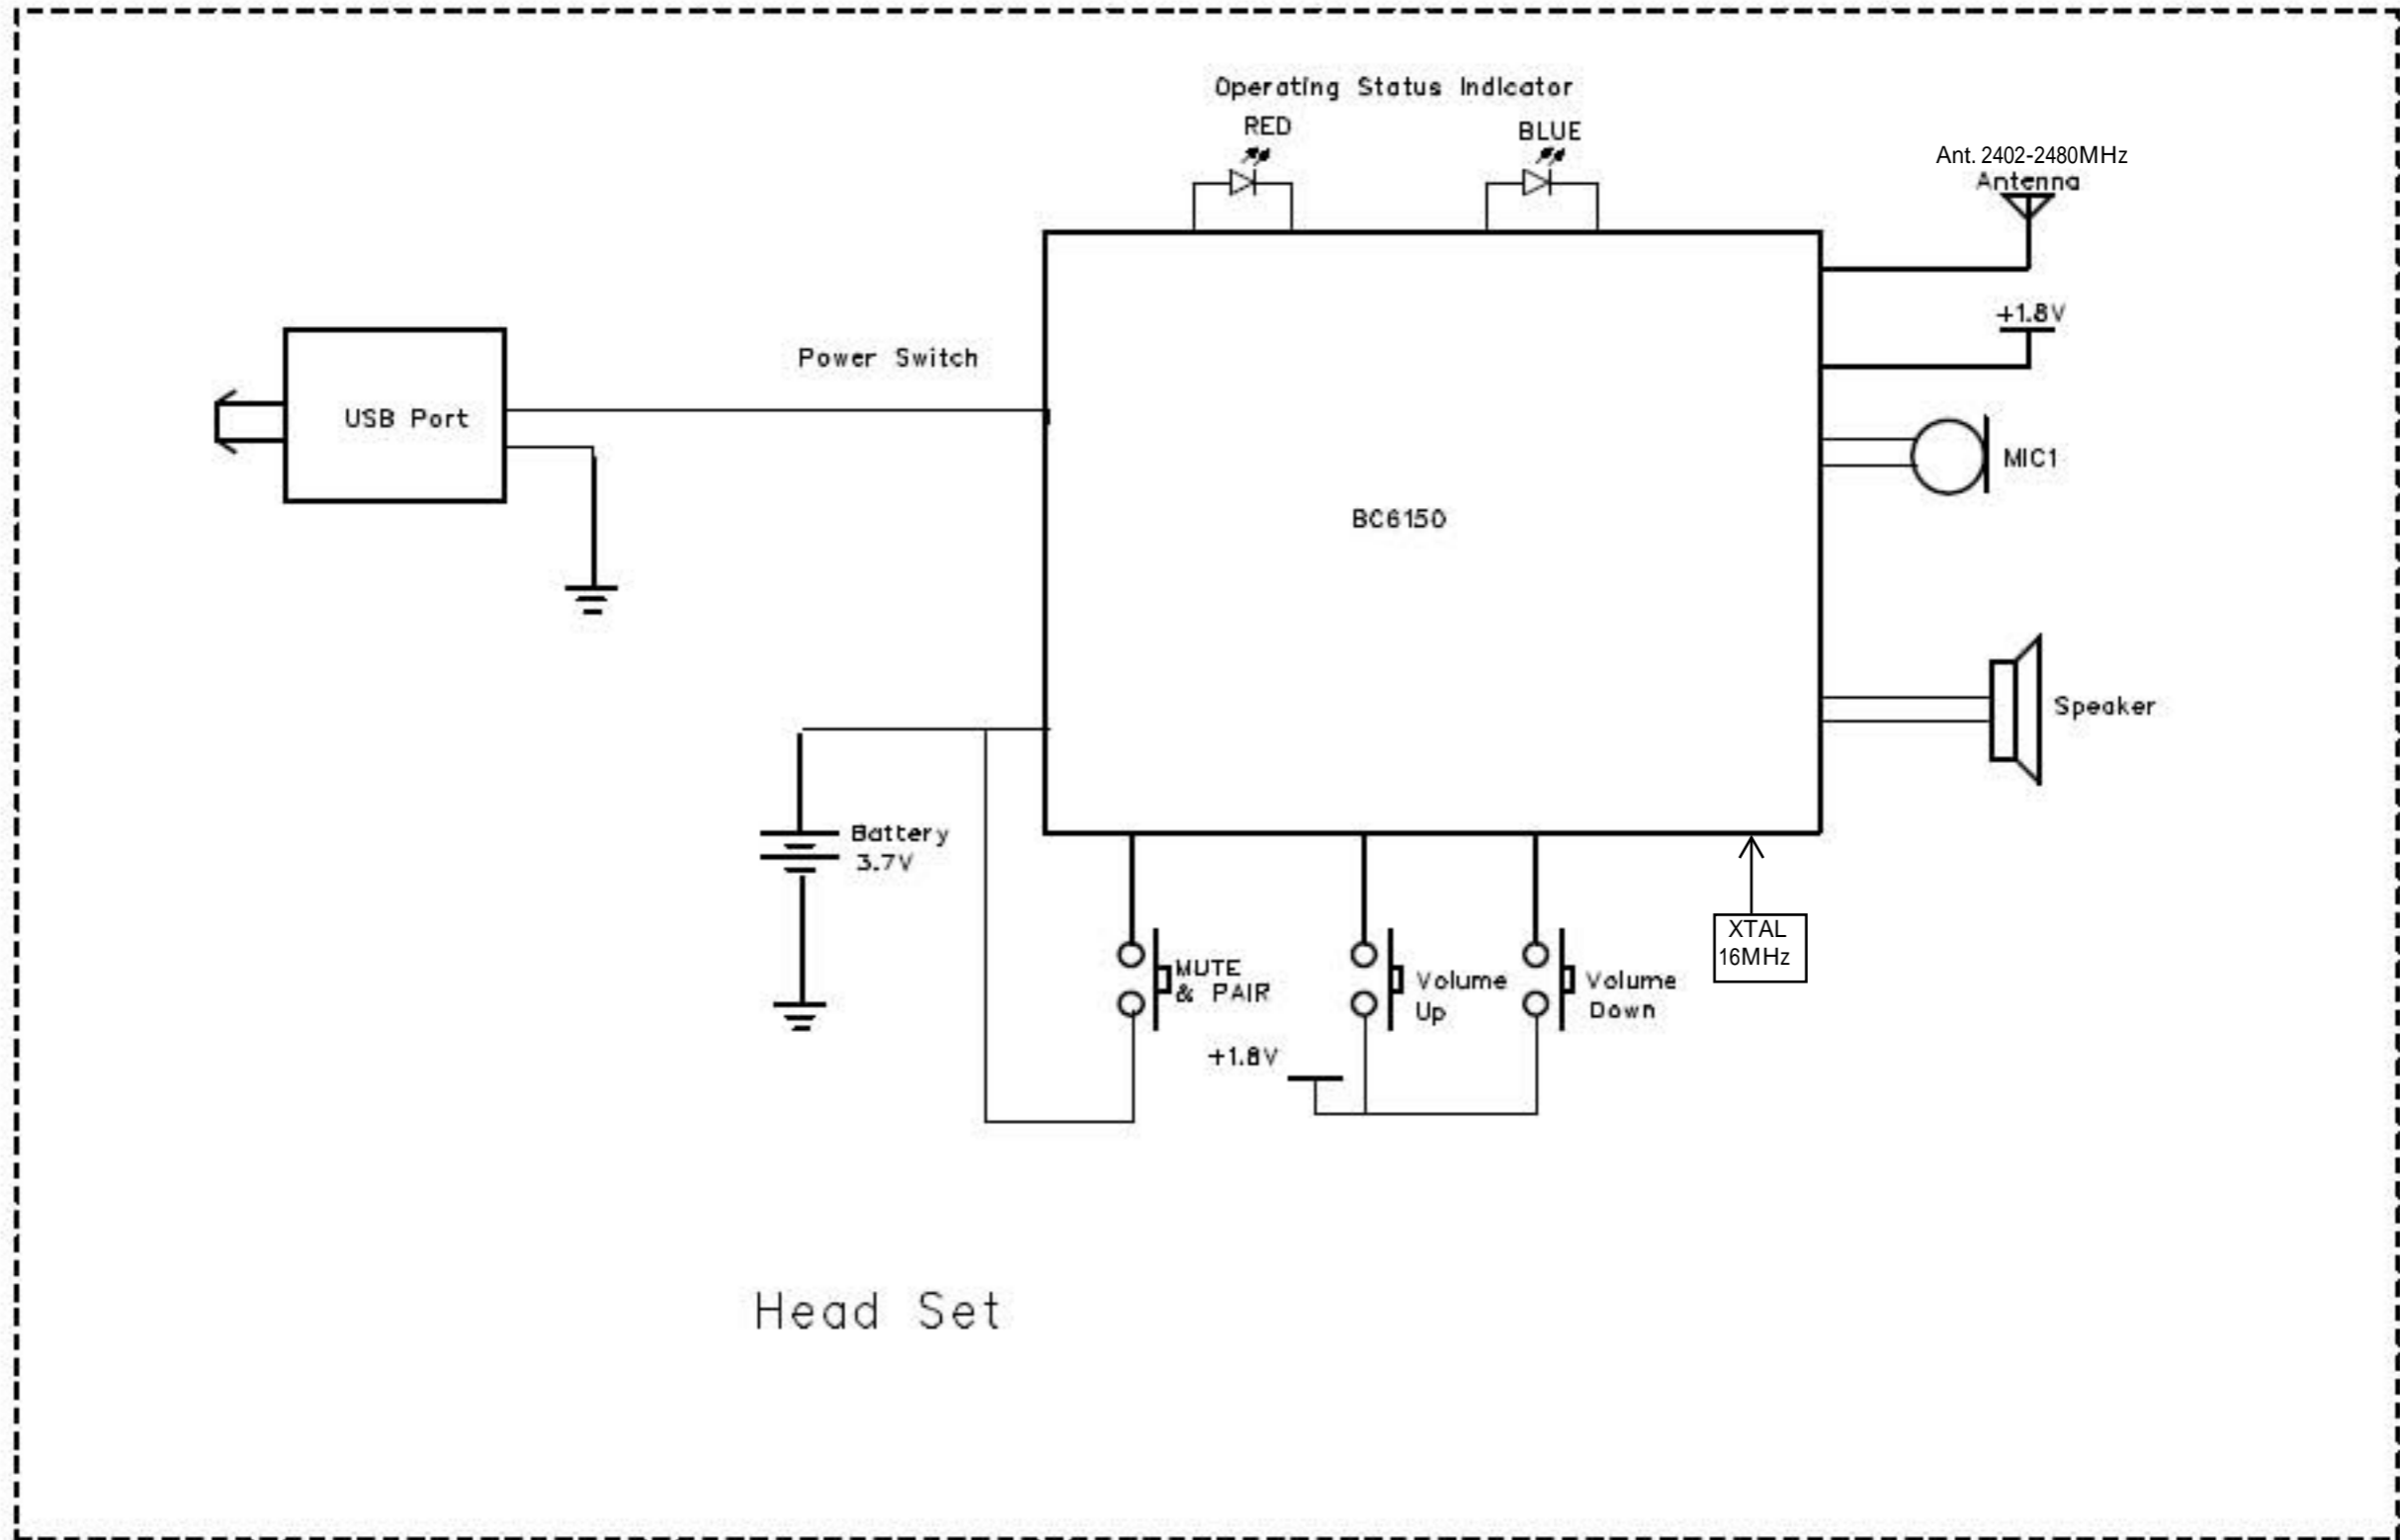 Operating Status Indicator
RED
BLUE
Ant. 2402-2480MHz
Antenna
+1.8V
Power Switch
USB Port
MIC1
BC6150
Speaker
Battery
3.7V
XTAL
16MHz
MUTE
& PAIR
Volume
Up
Volume
Down
+1.8V
Head Set